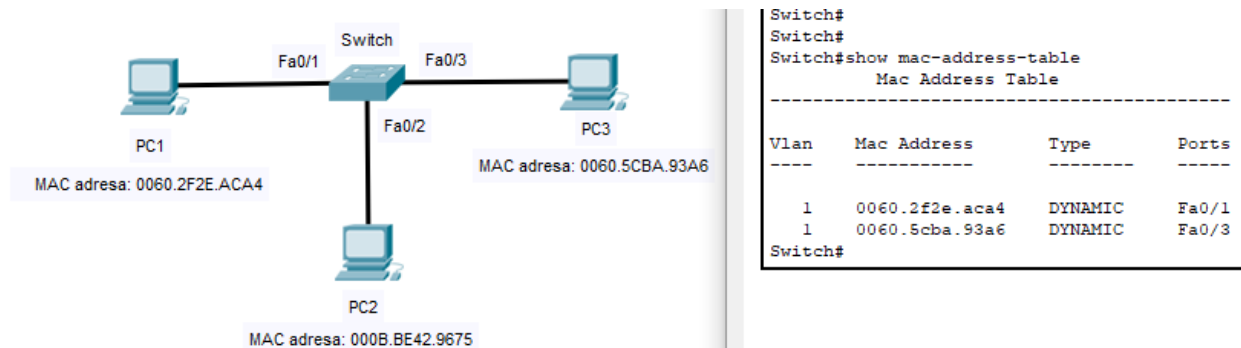 Switch
Fa0/1
Fa0/3
Fa0/2
PC1
MAC adresa: 0060.2F2E.ACA4
PC3
MAC adresa: 0060.5CBA.93A6
PC2
MAC adresa: 000B.BE42.9675
Switch#
Switch#
Switch#show mac-address-table
Mac Address Table
-------------------------------------------
Vlan Mac Address Type Ports
---- ----------- -------- -----
1 0060.2f2e.aca4 DYNAMIC Fa0/1
1 0060.5cba.93a6 DYNAMIC Fa0/3
Switch#